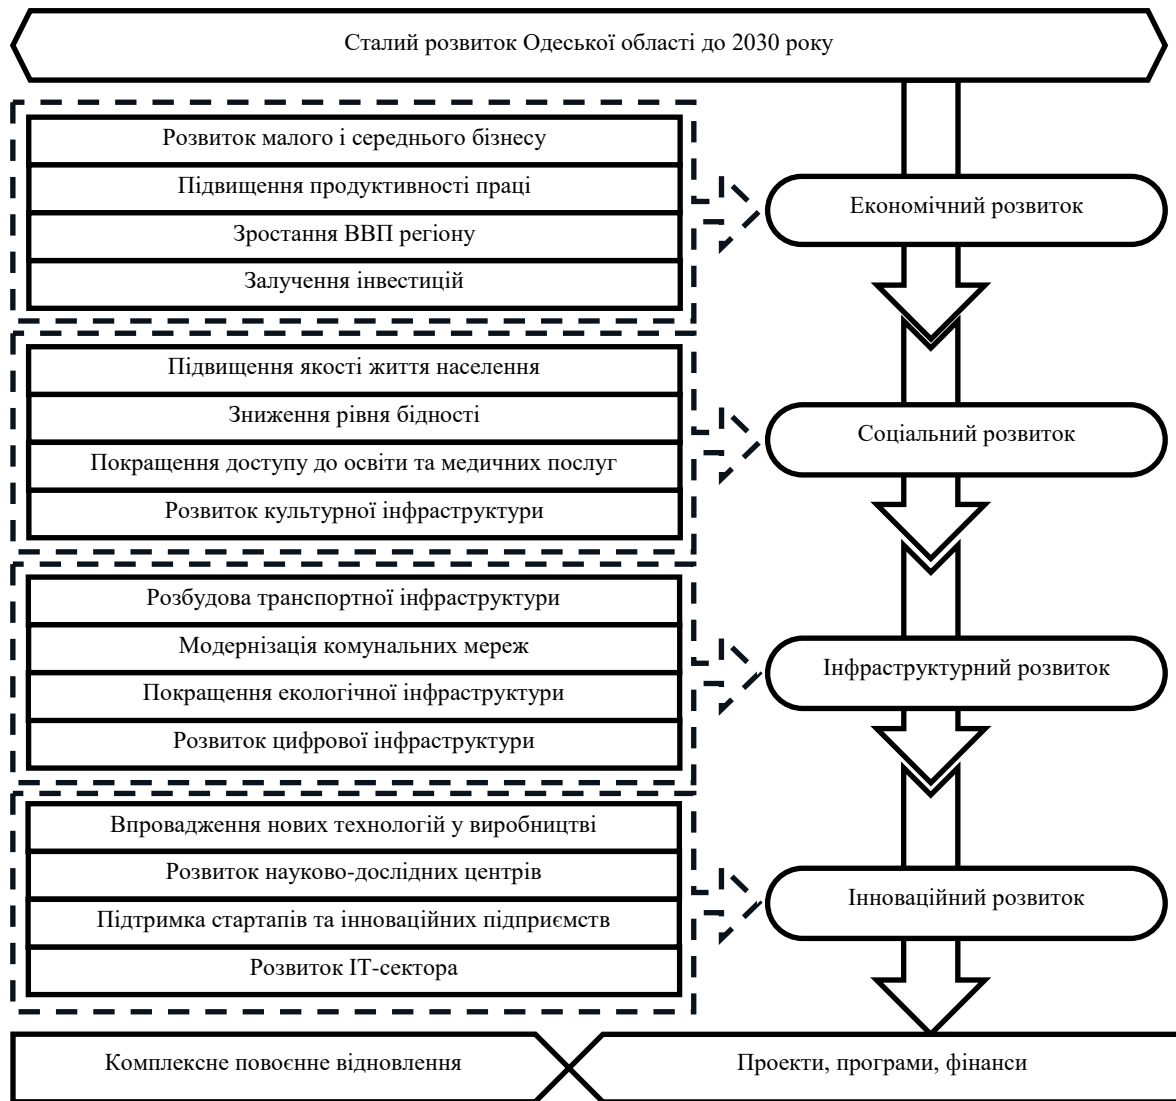 Сталий розвиток Одеської області до 2030 року
Розвиток малого і середнього бізнесу
Підвищення продуктивності праці
Зростання ВВП регіону
Залучення інвестицій
Економічний розвиток
Підвищення якості життя населення
Зниження рівня бідності
Покращення доступу до освіти та медичних послуг
Розвиток культурної інфраструктури
Соціальний розвиток
Розбудова транспортної інфраструктури
Модернізація комунальних мереж
Покращення екологічної інфраструктури
Розвиток цифрової інфраструктури
Інфраструктурний розвиток
Впровадження нових технологій у виробництві
Розвиток науково-дослідних центрів
Підтримка стартапів та інноваційних підприємств
Розвиток ІТ-сектора
Інноваційний розвиток
Комплексне повоєнне відновлення
Проекти, програми, фінанси